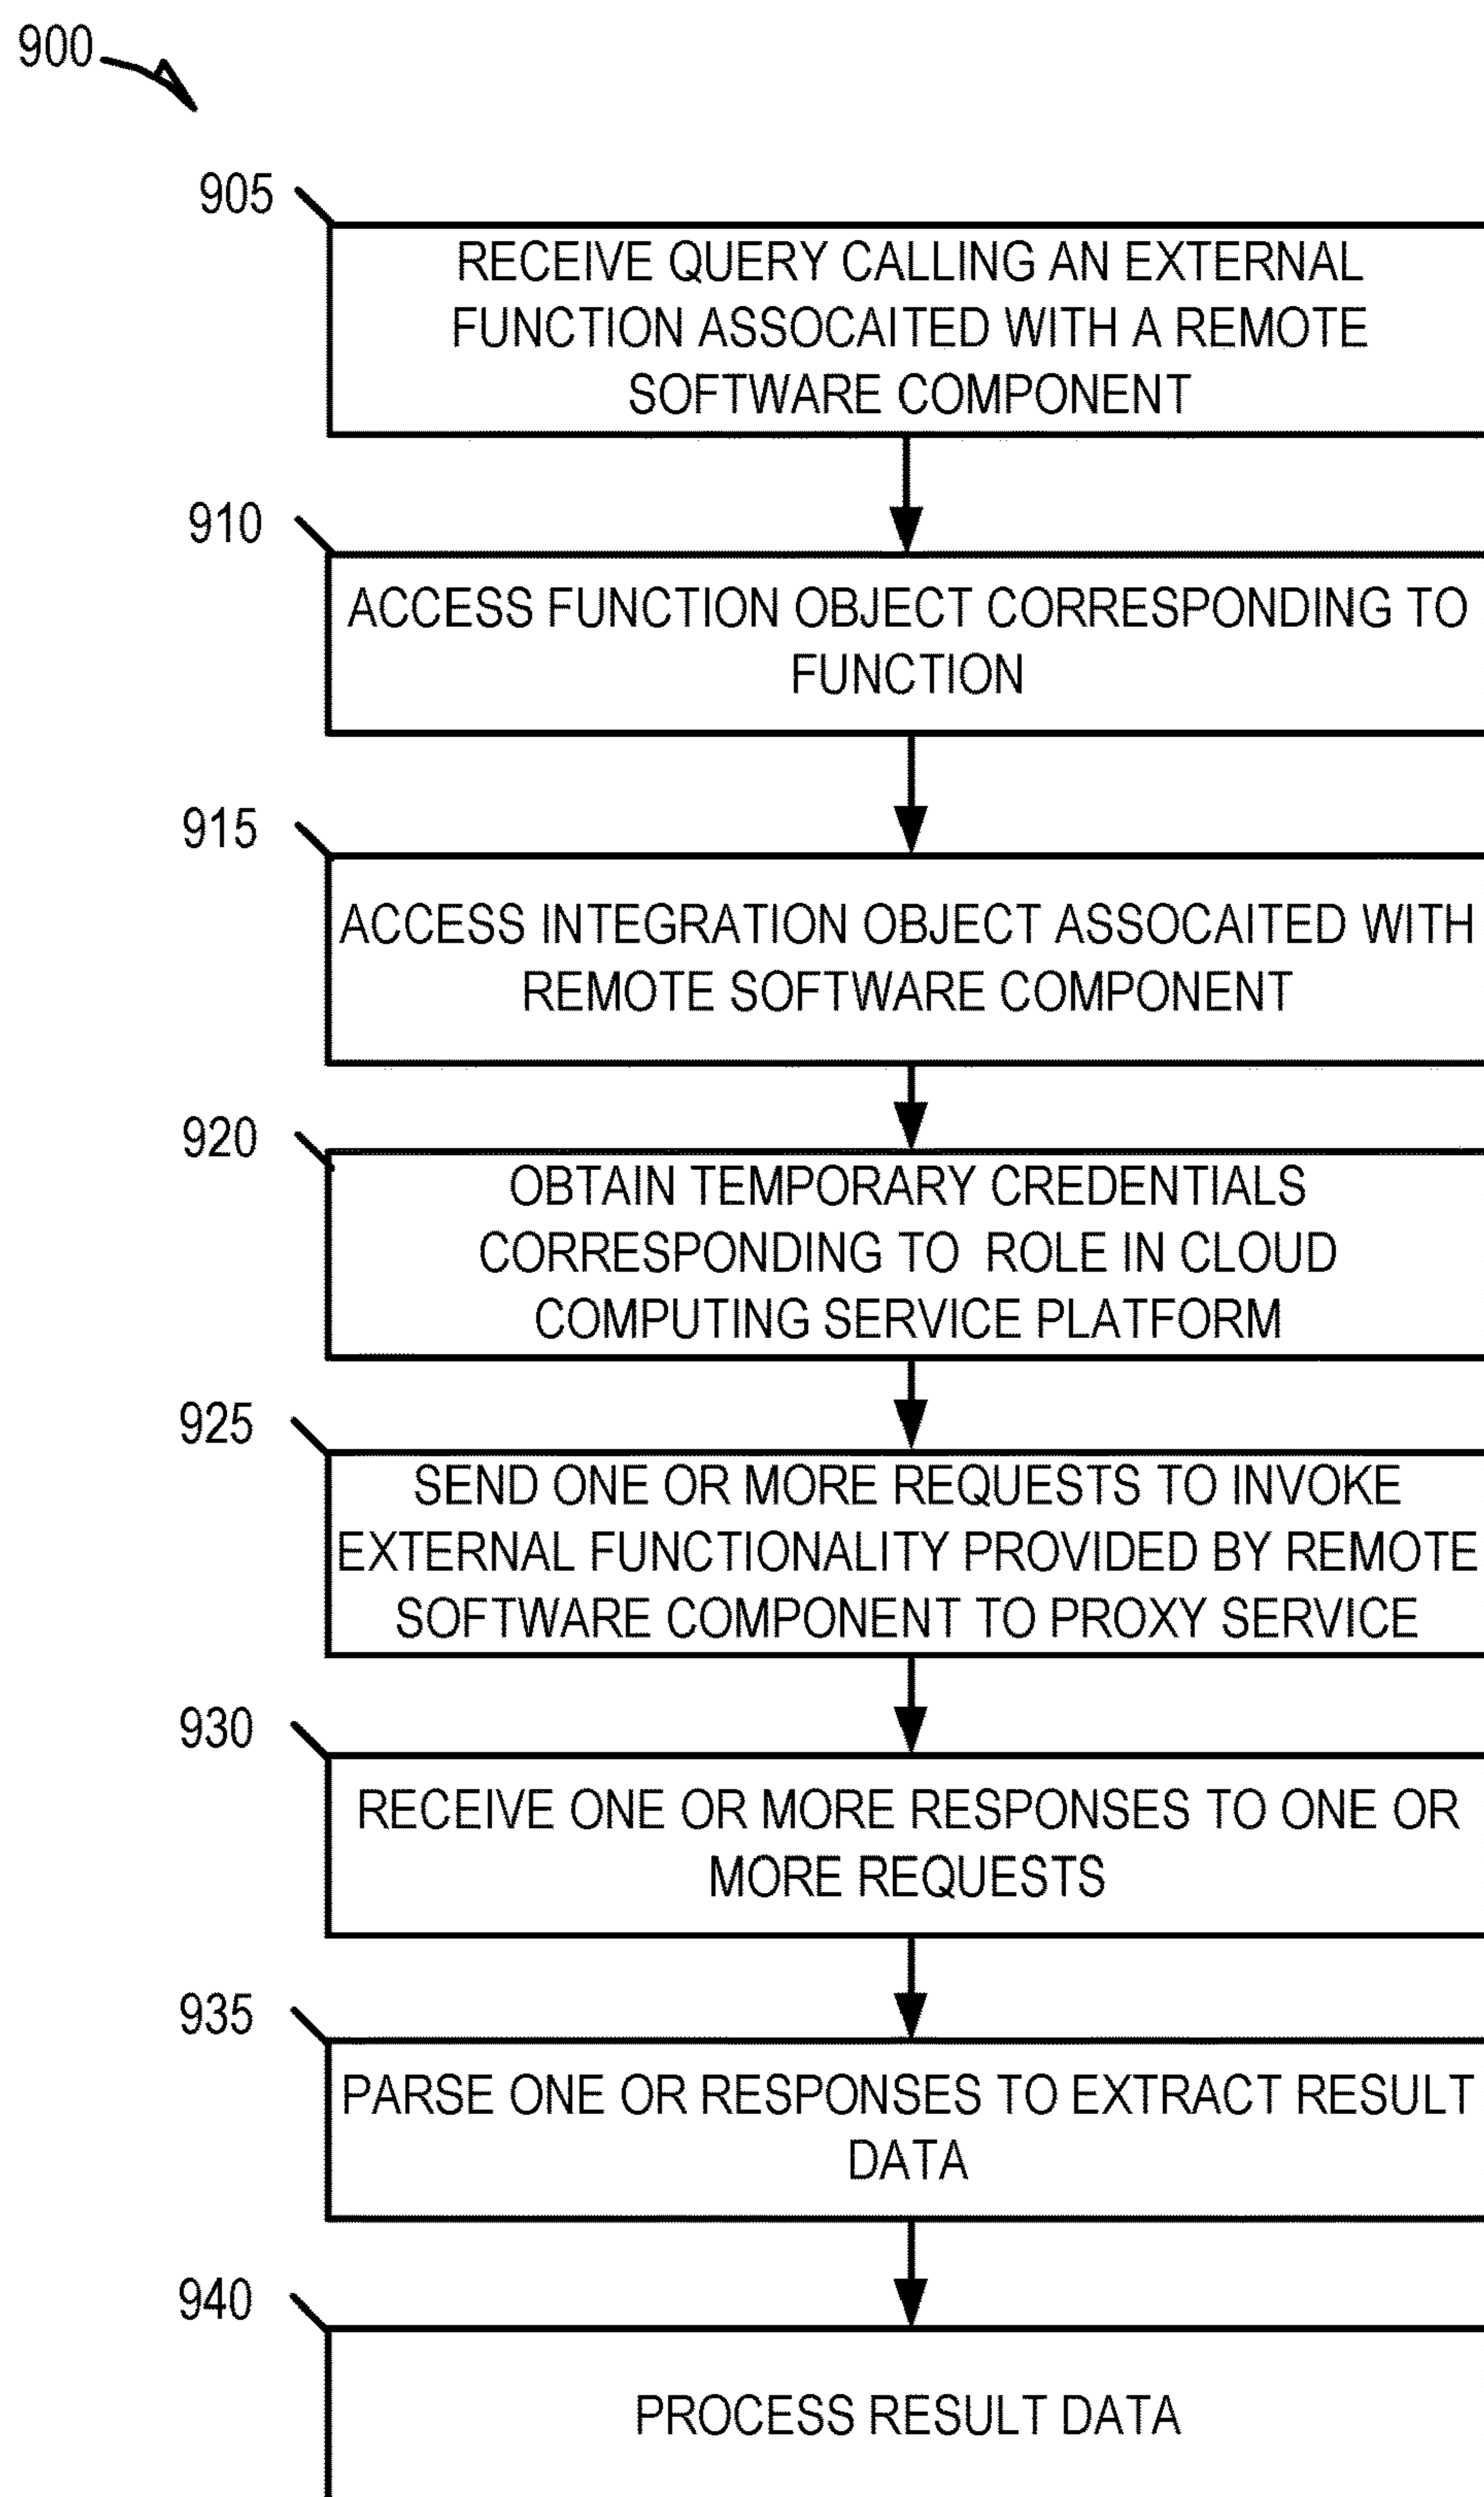 900
905
RECEIVE QUERY CALLING AN EXTERNAL
FUNCTION ASSOCAITED WITH A REMOTE
SOFTWARE COMPONENT
910
ACCESS FUNCTION OBJECT CORRESPONDING TO
FUNCTION
915
ACCESS INTEGRATION OBJECT ASSOCAITED WITH
REMOTE SOFTWARE COMPONENT
920
OBTAIN TEMPORARY CREDENTIALS
CORRESPONDING TO ROLE IN CLOUD
COMPUTING SERVICE PLATFORM
925
SEND ONE OR MORE REQUESTS TO INVOKE
EXTERNAL FUNCTIONALITY PROVIDED BY REMOTE
SOFTWARE COMPONENT TO PROXY SERVICE
930
RECEIVE ONE OR MORE RESPONSES TO ONE OR
MORE REQUESTS
935
PARSE ONE OR RESPONSES TO EXTRACT RESULT
DATA
940
PROCESS RESULT DATA